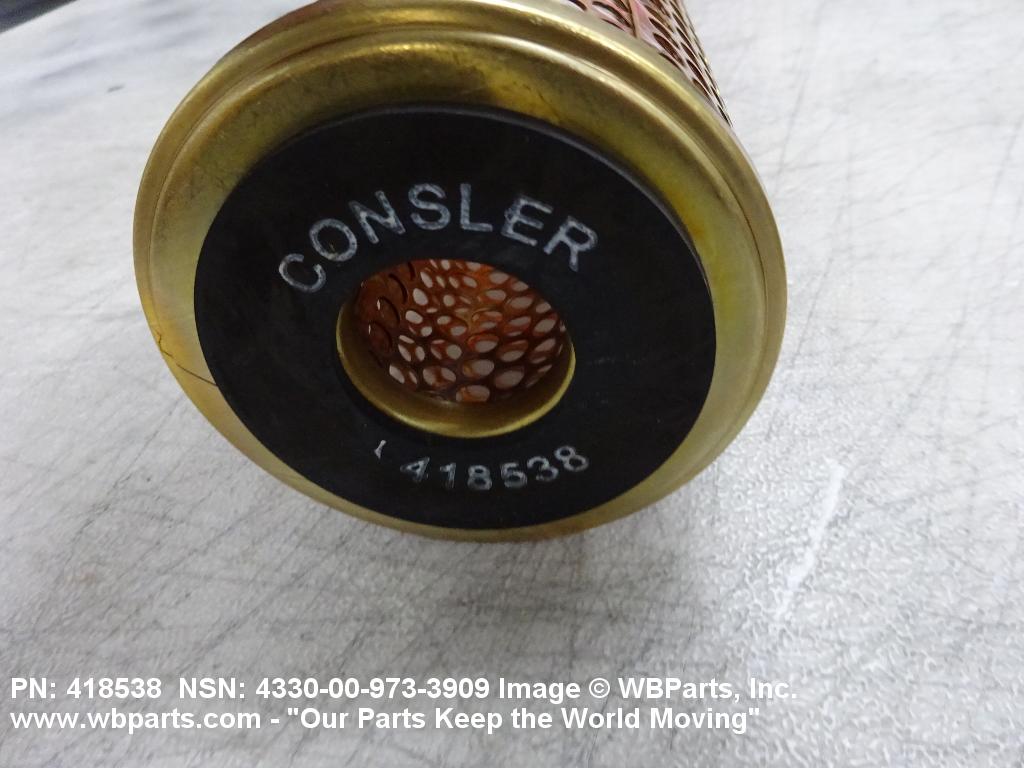 CONSLER
418538
PN: 418538 NSN: 4330-00-973-3909 Image © WBParts, Inc.
www.wbparts.com - "Our Parts Keep the World Moving"